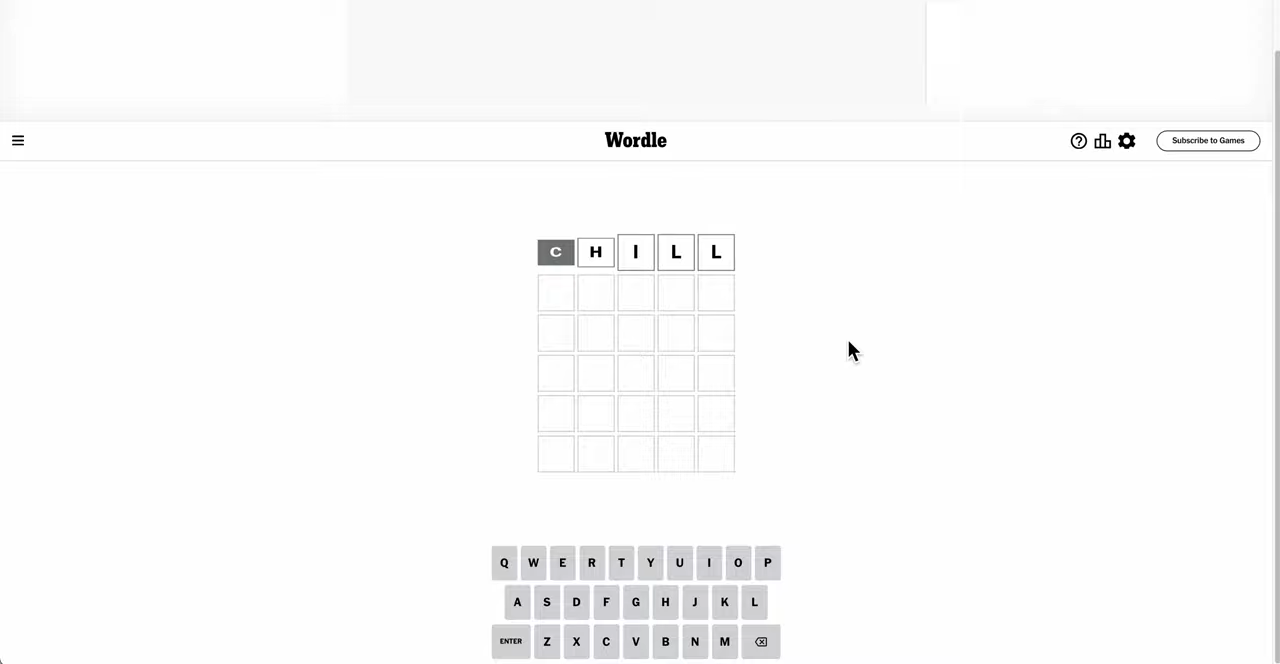 Wordle
Subscribe to Games
C H I L L
Q W E R T Y U I O P
A S D F G H J K L
ENTER Z X C V B N M